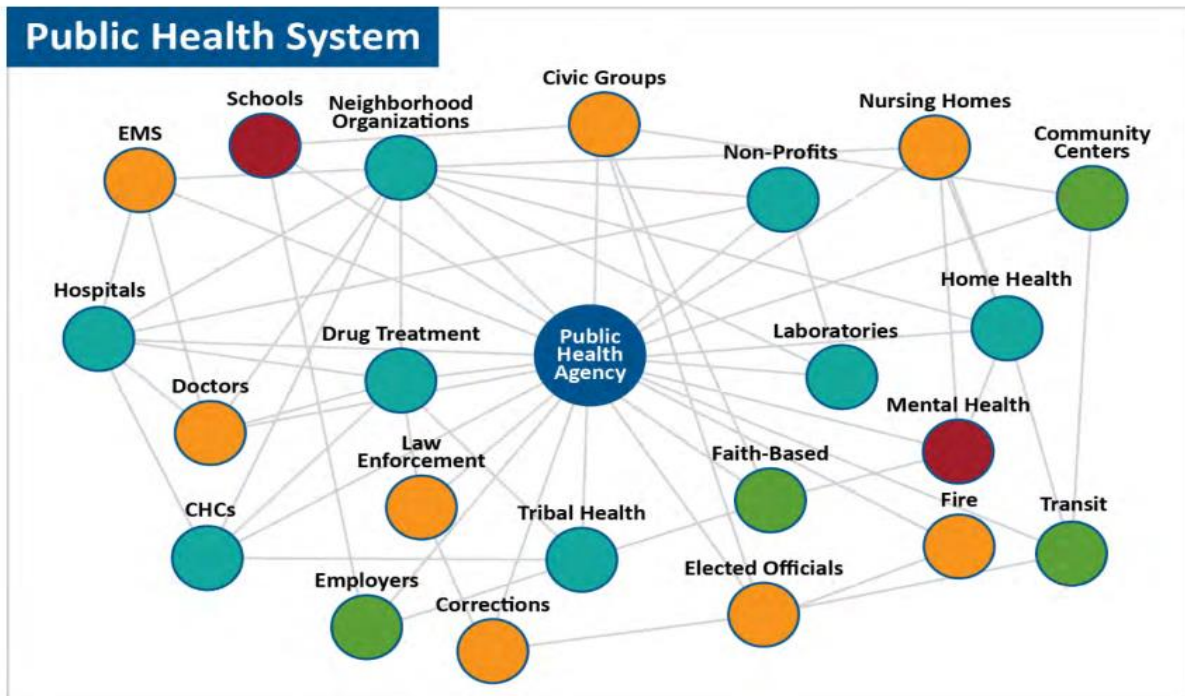 Public Health System
Civic Groups
Schools
Neighborhood
Organizations
Nursing Homes
EMS
Community
Centers
Non-Profits
Hospitals
Home Health
Drug Treatment
Public
Health
Agency
Laboratories
Doctors
Mental Health
Law
Enforcement
Faith-Based
CHCs
Tribal Health
Fire
Transit
Employers
Elected Officials
Corrections